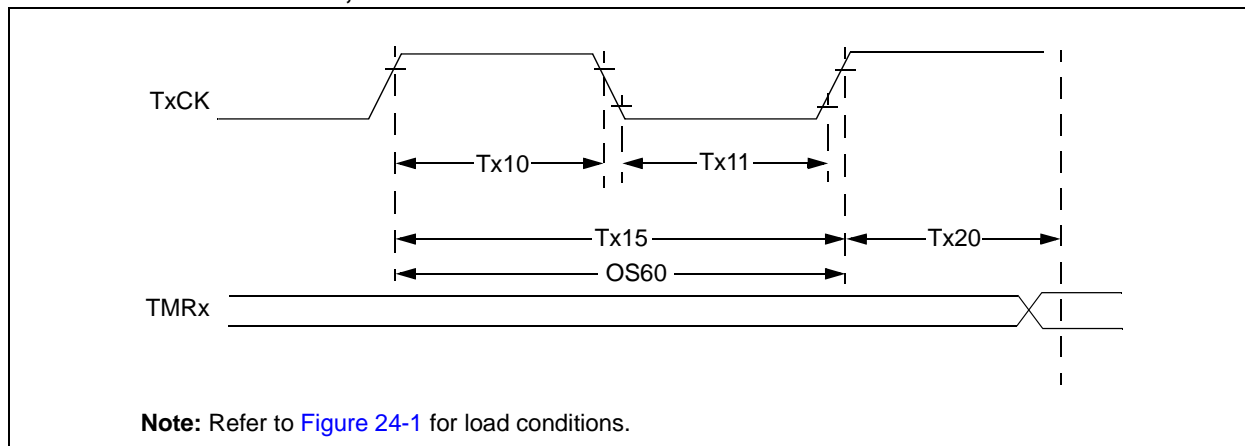 TxCK
Tx10 Tx11
Tx15 Tx20
OS60
TMRx
Note: Refer to Figure 24-1 for load conditions.